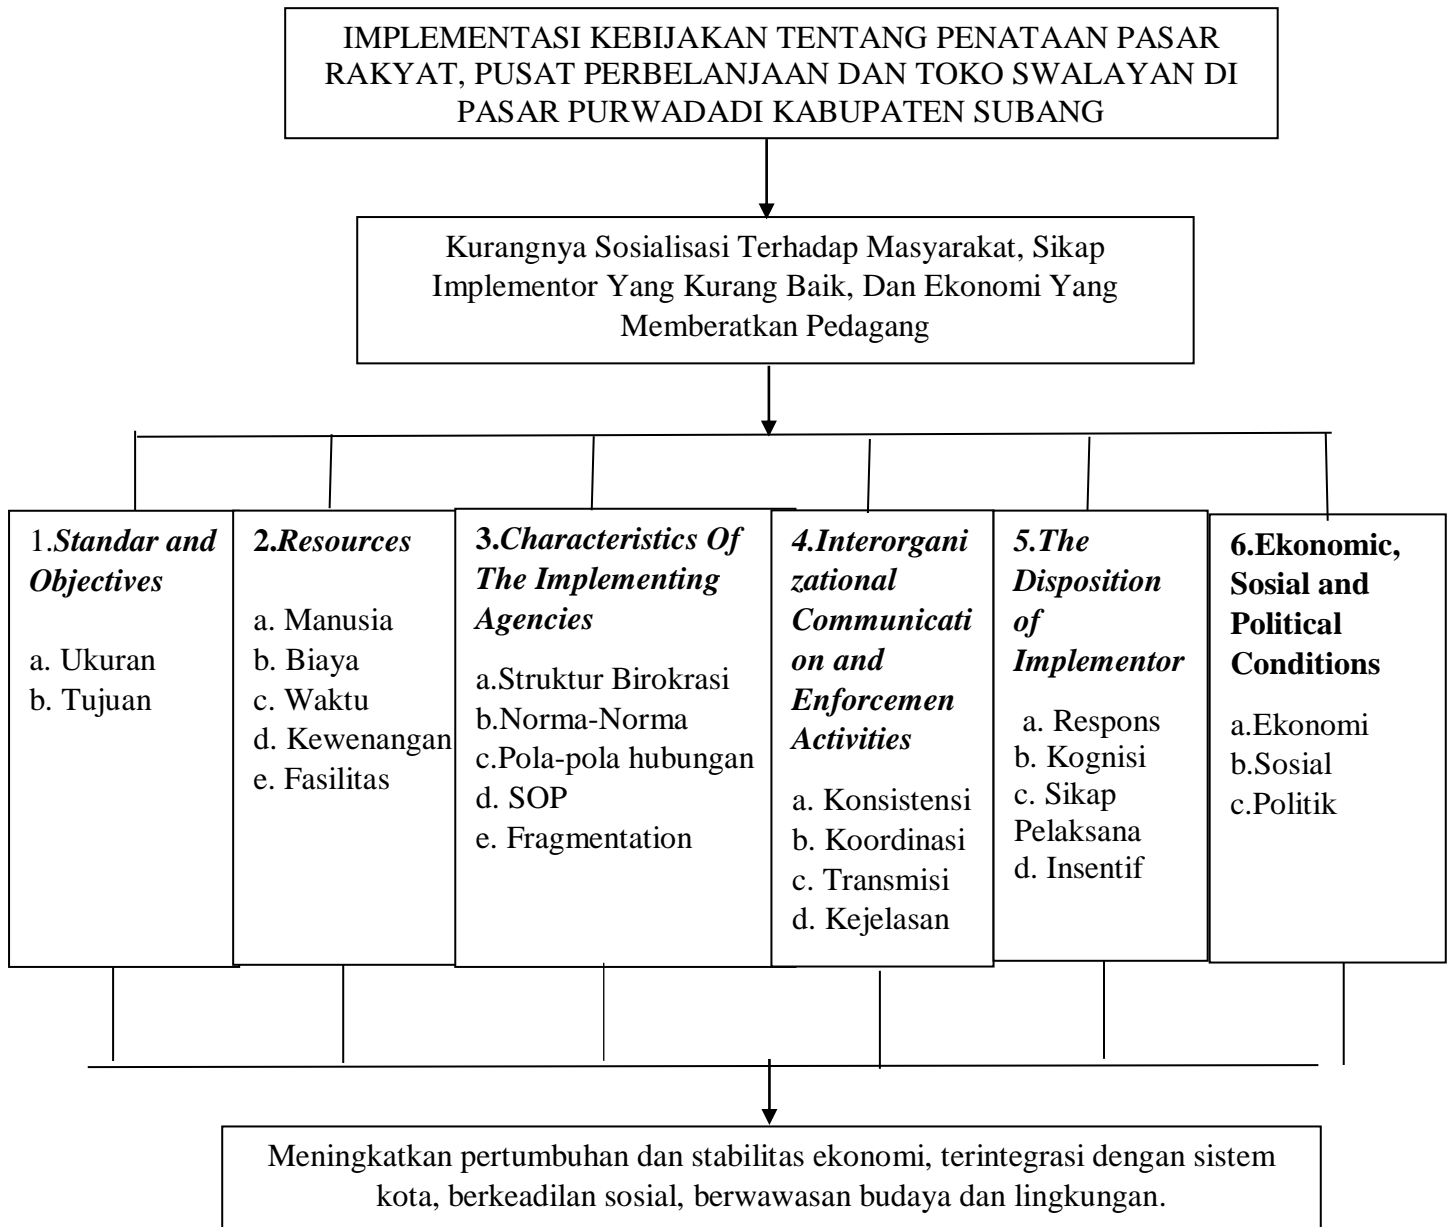 IMPLEMENTASI KEBIJAKAN TENTANG PENATAAN PASAR
RAKYAT, PUSAT PERBELANJAAN DAN TOKO SWALAYAN DI
PASAR PURWADADI KABUPATEN SUBANG
Kurangnya Sosialisasi Terhadap Masyarakat, Sikap
Implementor Yang Kurang Baik, Dan Ekonomi Yang
Memberatkan Pedagang
1.Standar and
Objectives
a. Ukuran
b. Tujuan
2.Resources
a. Manusia
b. Biaya
c. Waktu
d. Kewenangan
e. Fasilitas
3.Characteristics Of
The Implementing
Agencies
a.Struktur Birokrasi
b.Norma-Norma
c.Pola-pola hubungan
d. SOP
e. Fragmentation
4.Interorgani
zational
Communicati
on and
Enforcemen
Activities
a. Konsistensi
b. Koordinasi
c. Transmisi
d. Kejelasan
5.The
Disposition
of
Implementor
a. Respons
b. Kognisi
c. Sikap
Pelaksana
d. Insentif
6.Ekonomic,
Sosial and
Political
Conditions
a.Ekonomi
b.Sosial
c.Politik
Meningkatkan pertumbuhan dan stabilitas ekonomi, terintegrasi dengan sistem
kota, berkeadilan sosial, berwawasan budaya dan lingkungan.